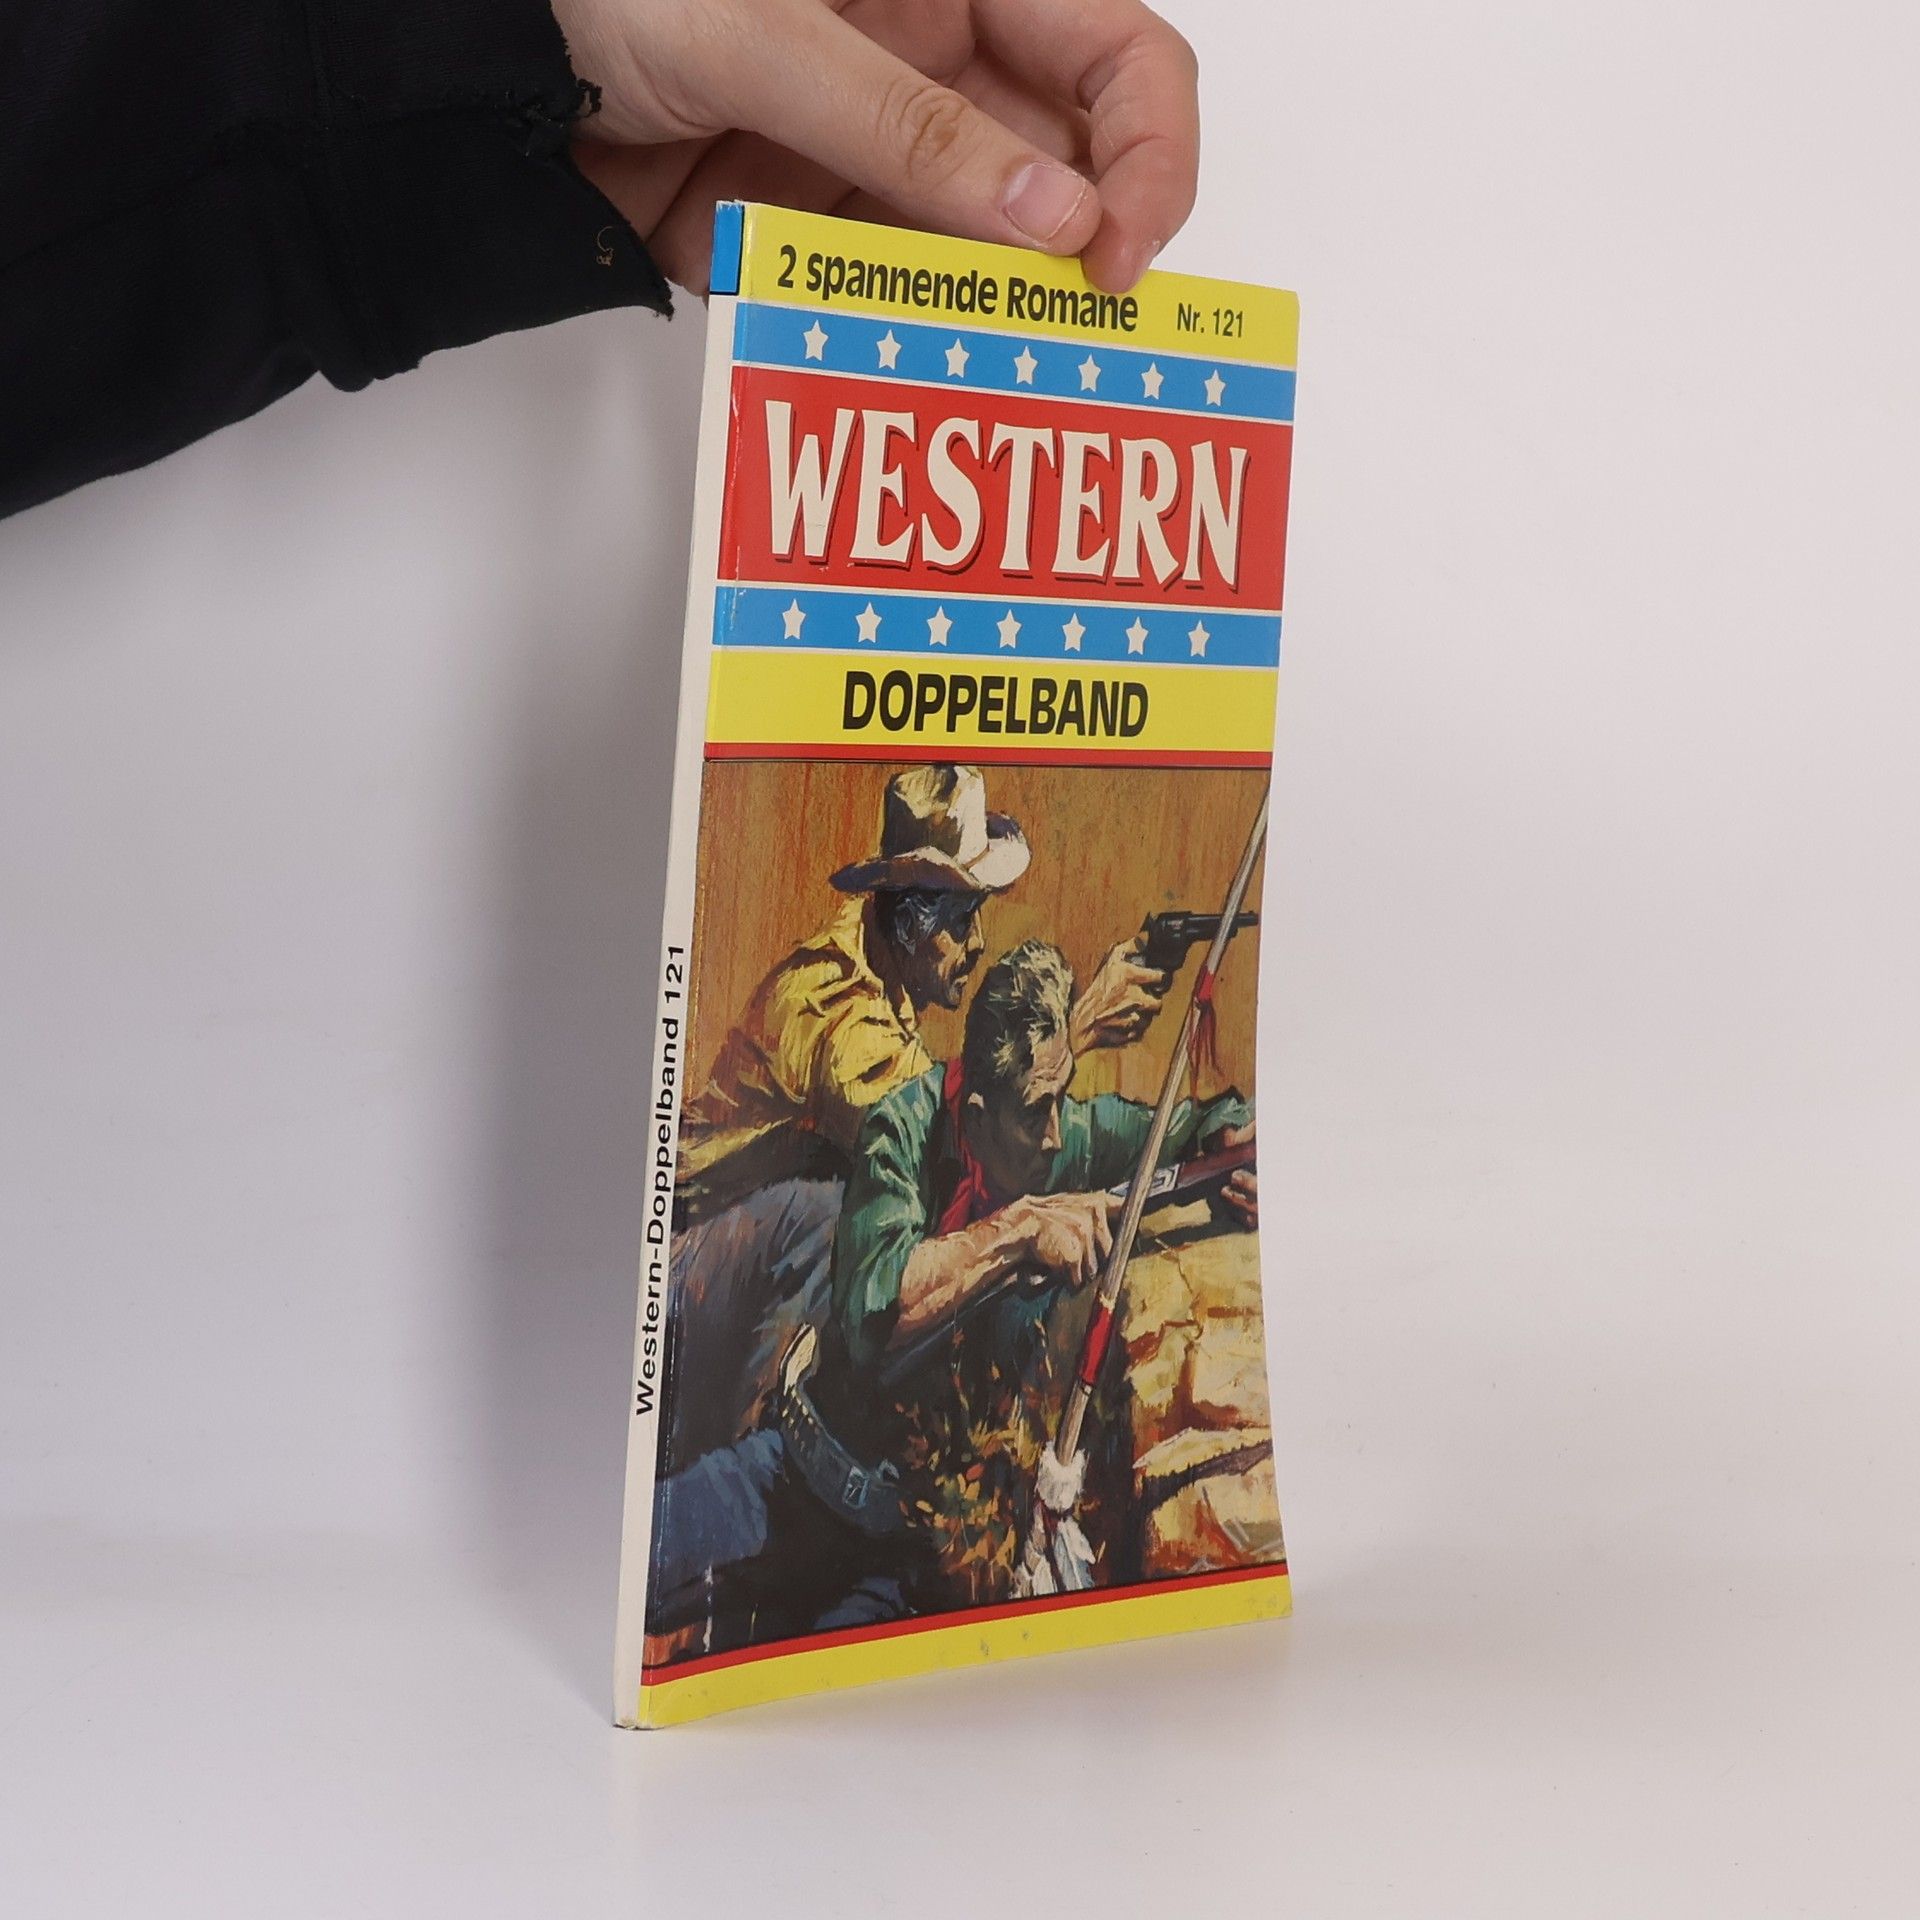 2 spannende Romane Nr. 121
WESTERN
DOPPELBAND
Western-Doppelband 121